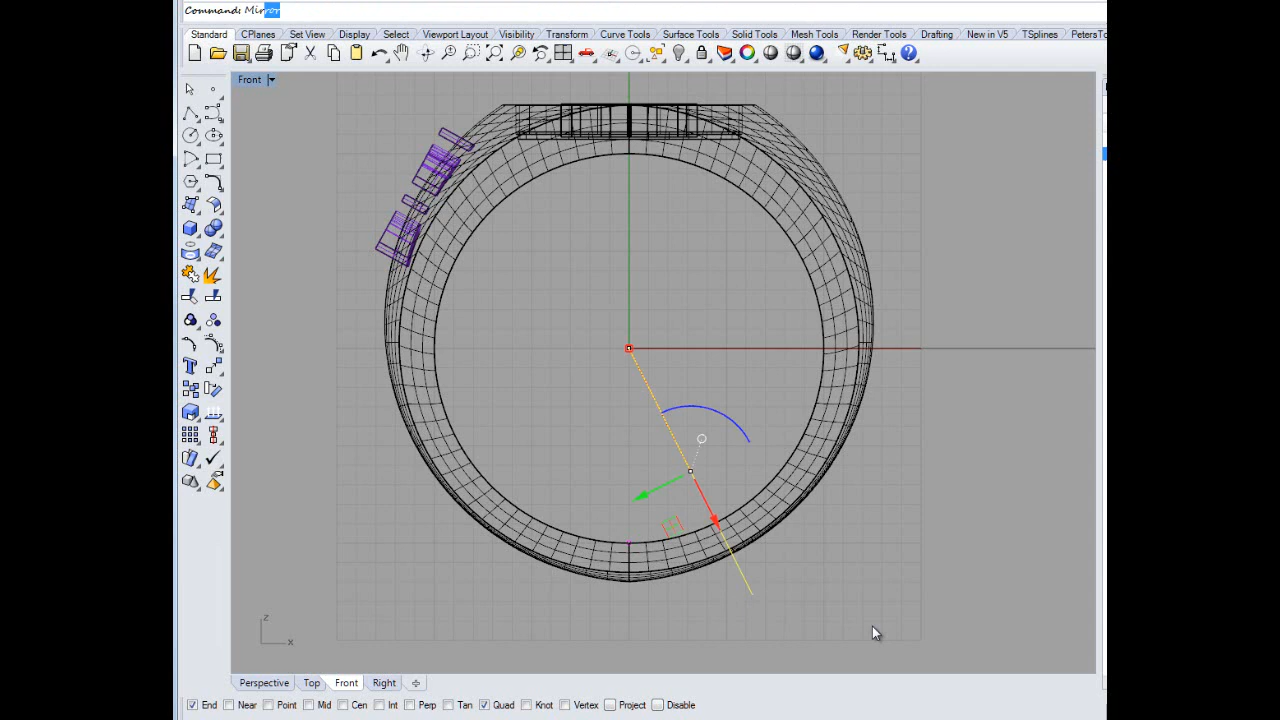 Command: Mirror
Standard CPlanes Set View Display Select Viewport Layout Visibility Transform Curve Tools Surface Tools Solid Tools Mesh Tools Render Tools Drafting New in V5 TSplines PetersTo
Front
z
x
Perspective Top Front Right
End Near Point Mid Cen Int Perp Tan Quad Knot Vertex Project Disable